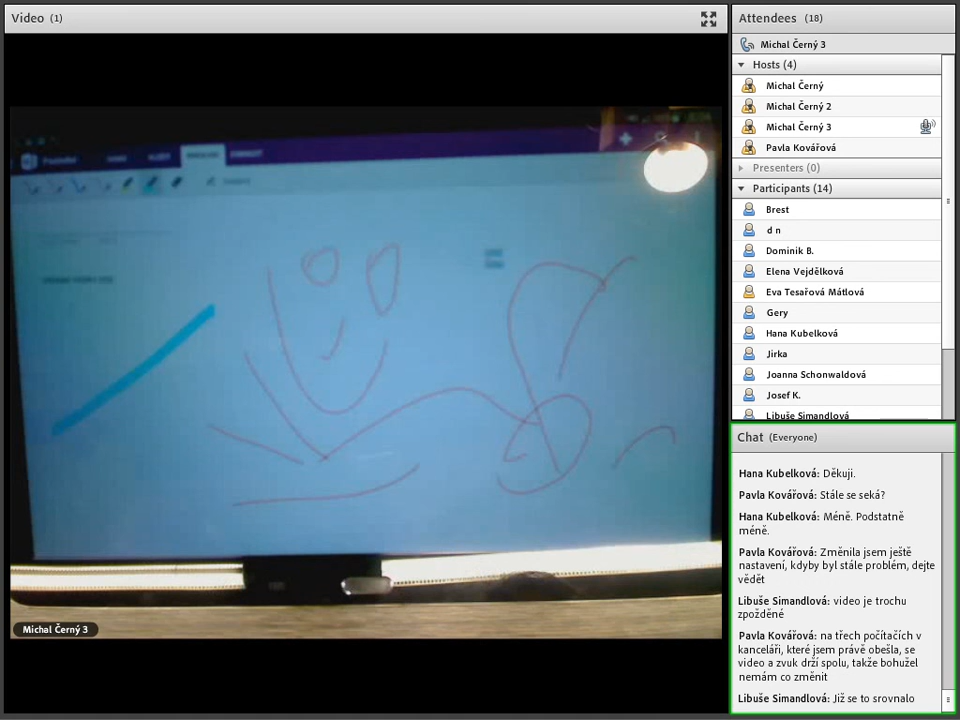 Video (1)
Michal Černý 3
Attendees (18)
Michal Černý 3
Hosts (4)
Michal Černý
Michal Černý 2
Michal Černý 3
Pavla Kovářová
Presenters (0)
Participants (14)
Brest
d n
Dominik B.
Elena Vejdělková
Eva Tesařová Mátlová
Gery
Hana Kubelková
Jirka
Joanna Schonwaldová
Josef K.
Libuše Simandlová
Chat (Everyone)
Hana Kubelková: Děkuji.
Pavla Kovářová: Stále se seká?
Hana Kubelková: Méně. Podstatně
méně.
Pavla Kovářová: Změnila jsem ještě
nastavení, kdyby byl stále problém, dejte
vědět
Libuše Simandlová: video je trochu
zpožděné
Pavla Kovářová: na třech počítačích v
kanceláři, které jsem právě obešla, se
video a zvuk drží spolu, takže bohužel
nemám co změnit
Libuše Simandlová: Již se to srovnalo